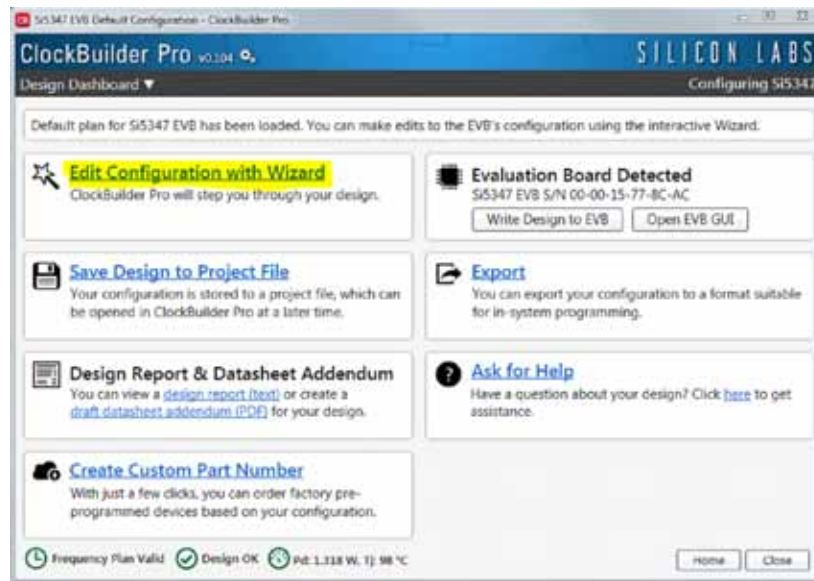 Si5347 EVB Default Configuration - ClockBuilder Pro
ClockBuilder Pro v0.104
SILICON LABS
Design Dashboard ▼
Configuring Si5347
Default plan for Si5347 EVB has been loaded. You can make edits to the EVB's configuration using the interactive Wizard.
Edit Configuration with Wizard
ClockBuilder Pro will step you through your design.
Evaluation Board Detected
Si5347 EVB S/N 00-00-15-77-8C-AC
Write Design to EVB
Open EVB GUI
Save Design to Project File
Your configuration is stored to a project file, which can
be opened in ClockBuilder Pro at a later time.
Export
You can export your configuration to a format suitable
for in-system programming.
Design Report & Datasheet Addendum
You can view a design report (text) or create a
draft datasheet addendum (PDF) for your design.
Ask for Help
Have a question about your design? Click here to get
assistance.
Create Custom Part Number
With just a few clicks, you can order factory pre-
programmed devices based on your configuration.
Frequency Plan Valid
Design OK
Pd: 1.318 W, Tj: 98 °C
Home
Close